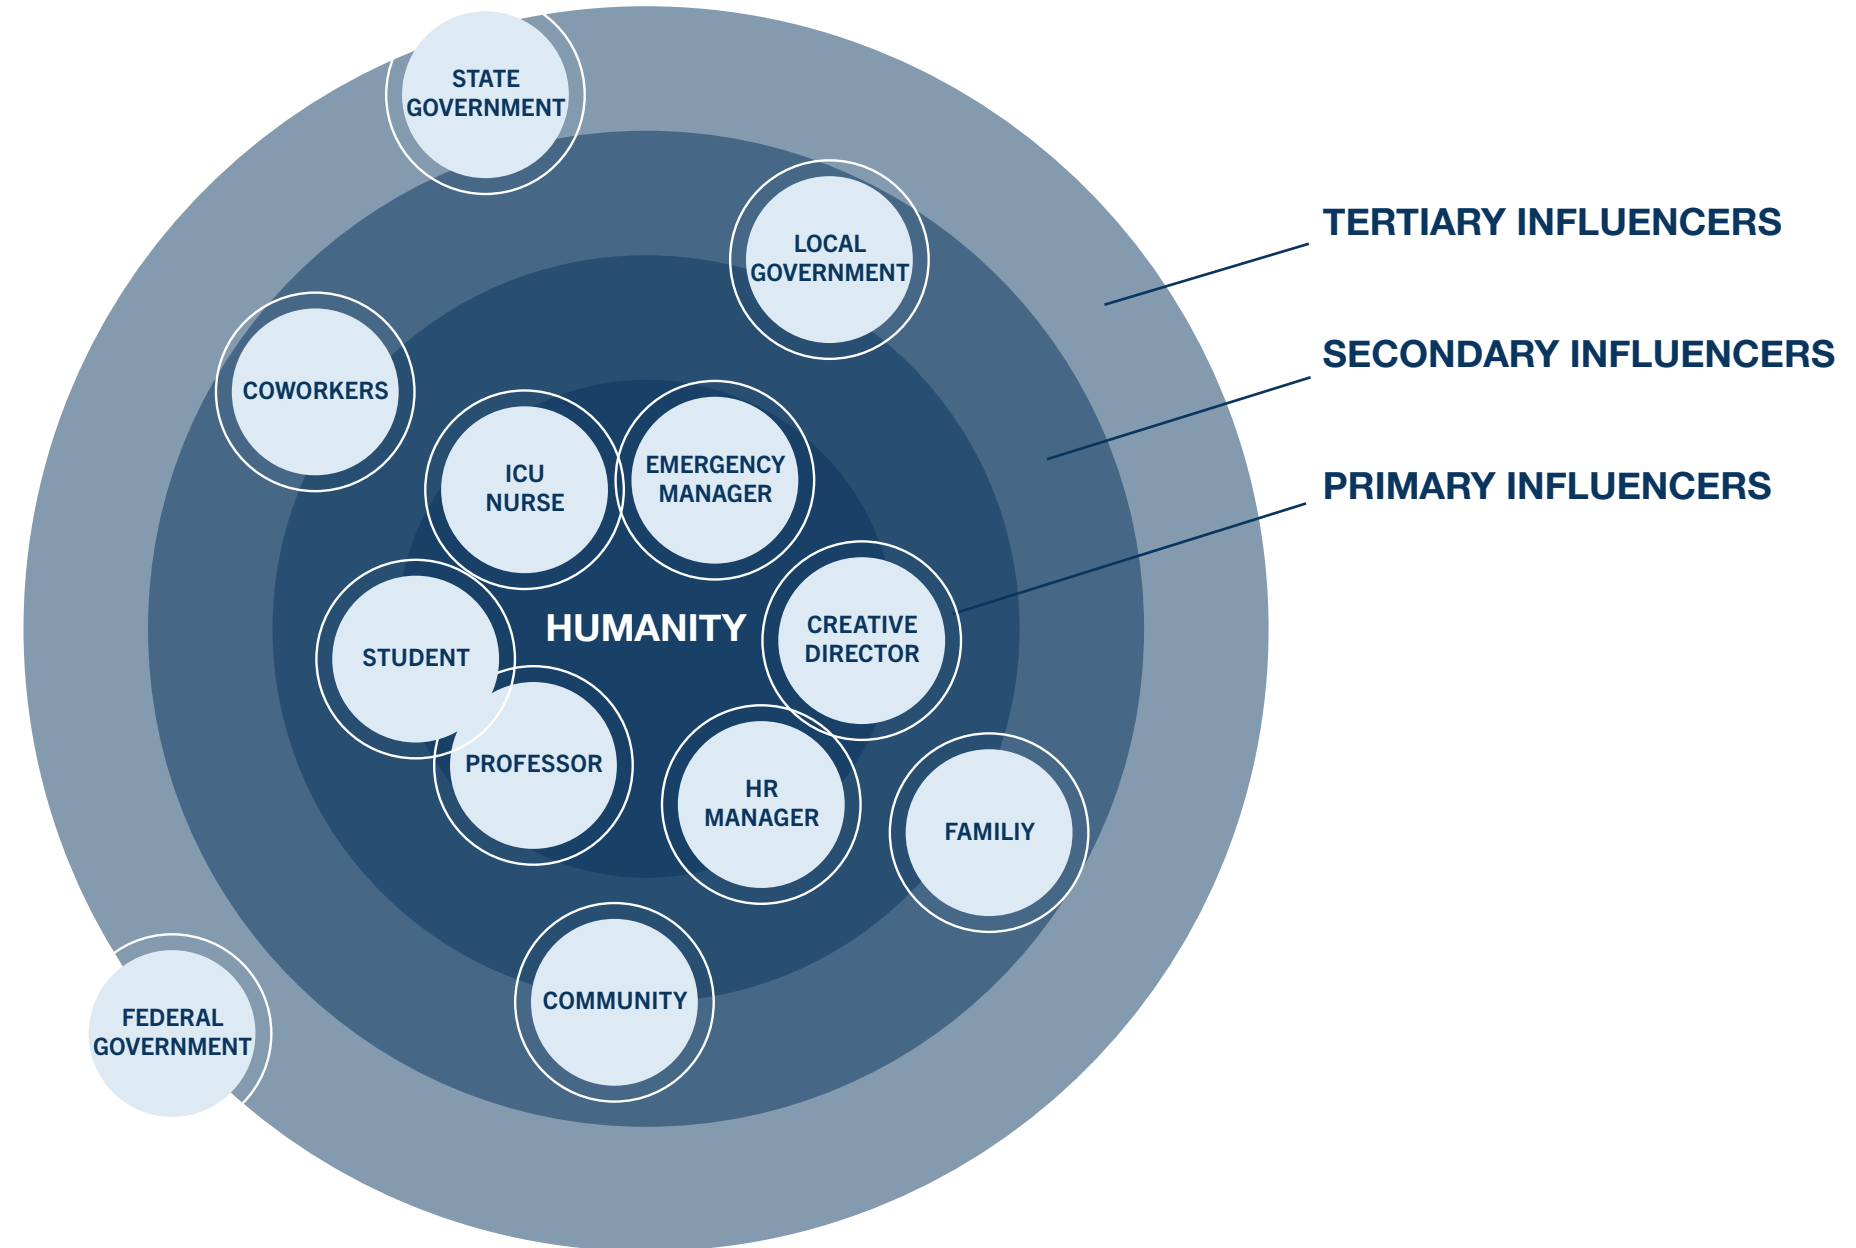 STATE
GOVERNMENT
LOCAL
GOVERNMENT
TERTIARY INFLUENCERS
SECONDARY INFLUENCERS
PRIMARY INFLUENCERS
COWORKERS
ICU
NURSE
EMERGENCY
MANAGER
HUMANITY
CREATIVE
DIRECTOR
STUDENT
PROFESSOR
HR
MANAGER
FAMILIY
COMMUNITY
FEDERAL
GOVERNMENT